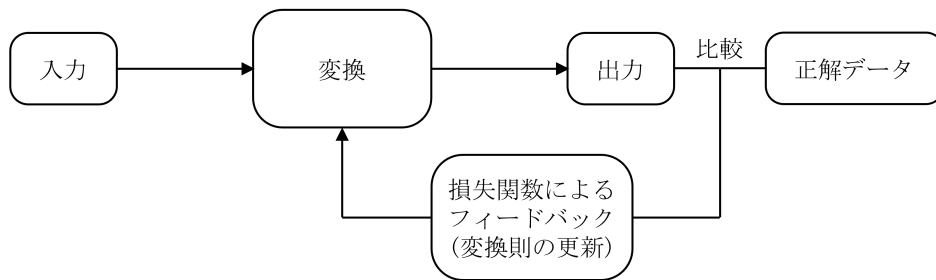 入力
変換
出力
比較
正解データ
損失関数による
フィードバック
(変換則の更新)